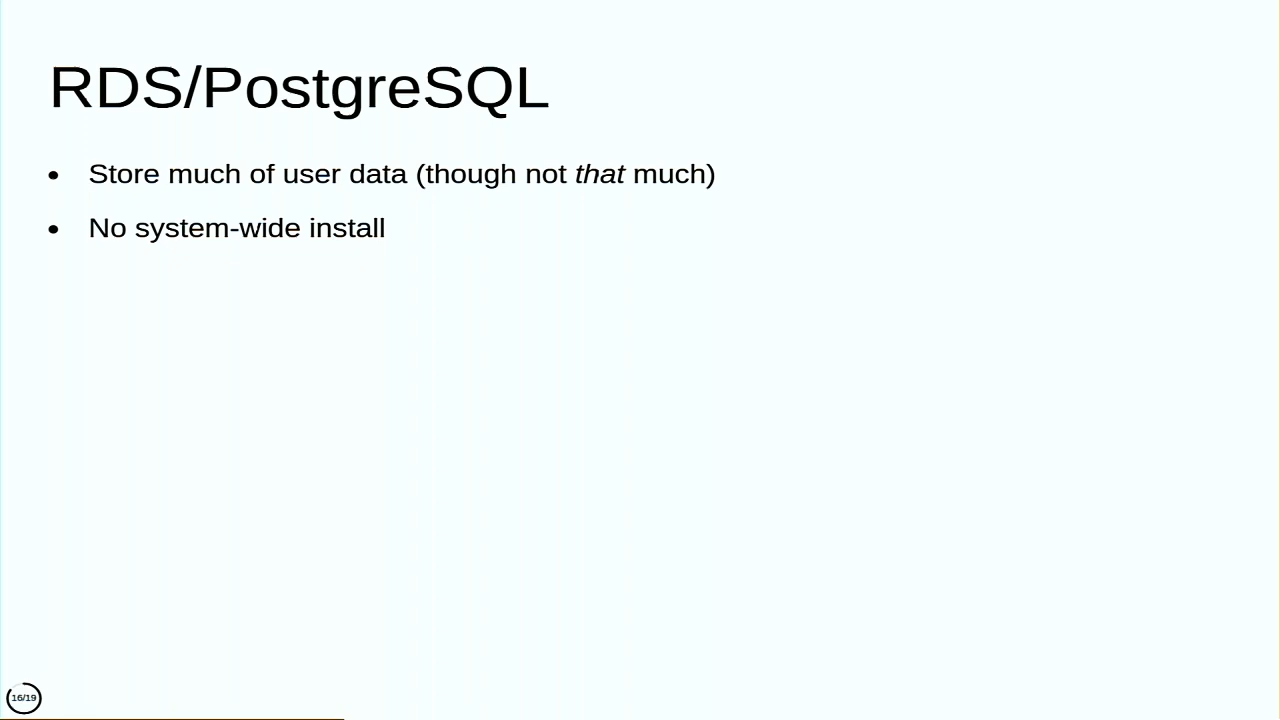 RDS/PostgreSQL
• Store much of user data (though not that much)
• No system-wide install
16/19